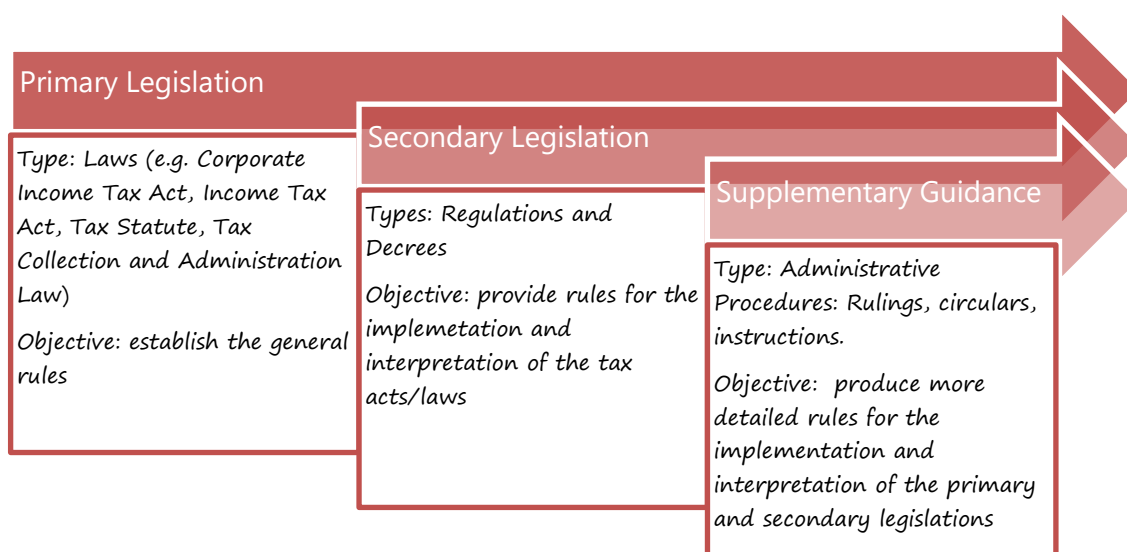 Primary Legislation
Type: Laws (e.g. Corporate
Income Tax Act, Income Tax
Act, Tax Statute, Tax
Collection and Administration
Law)
Objective: establish the general
rules
Secondary Legislation
Types: Regulations and
Decrees
Objective: provide rules for the
implemetation and
interpretation of the tax
acts/laws
Supplementary Guidance
Type: Administrative
Procedures: Rulings, circulars,
instructions.
Objective:  produce more
detailed rules for the
implementation and
interpretation of the primary
and secondary legislations